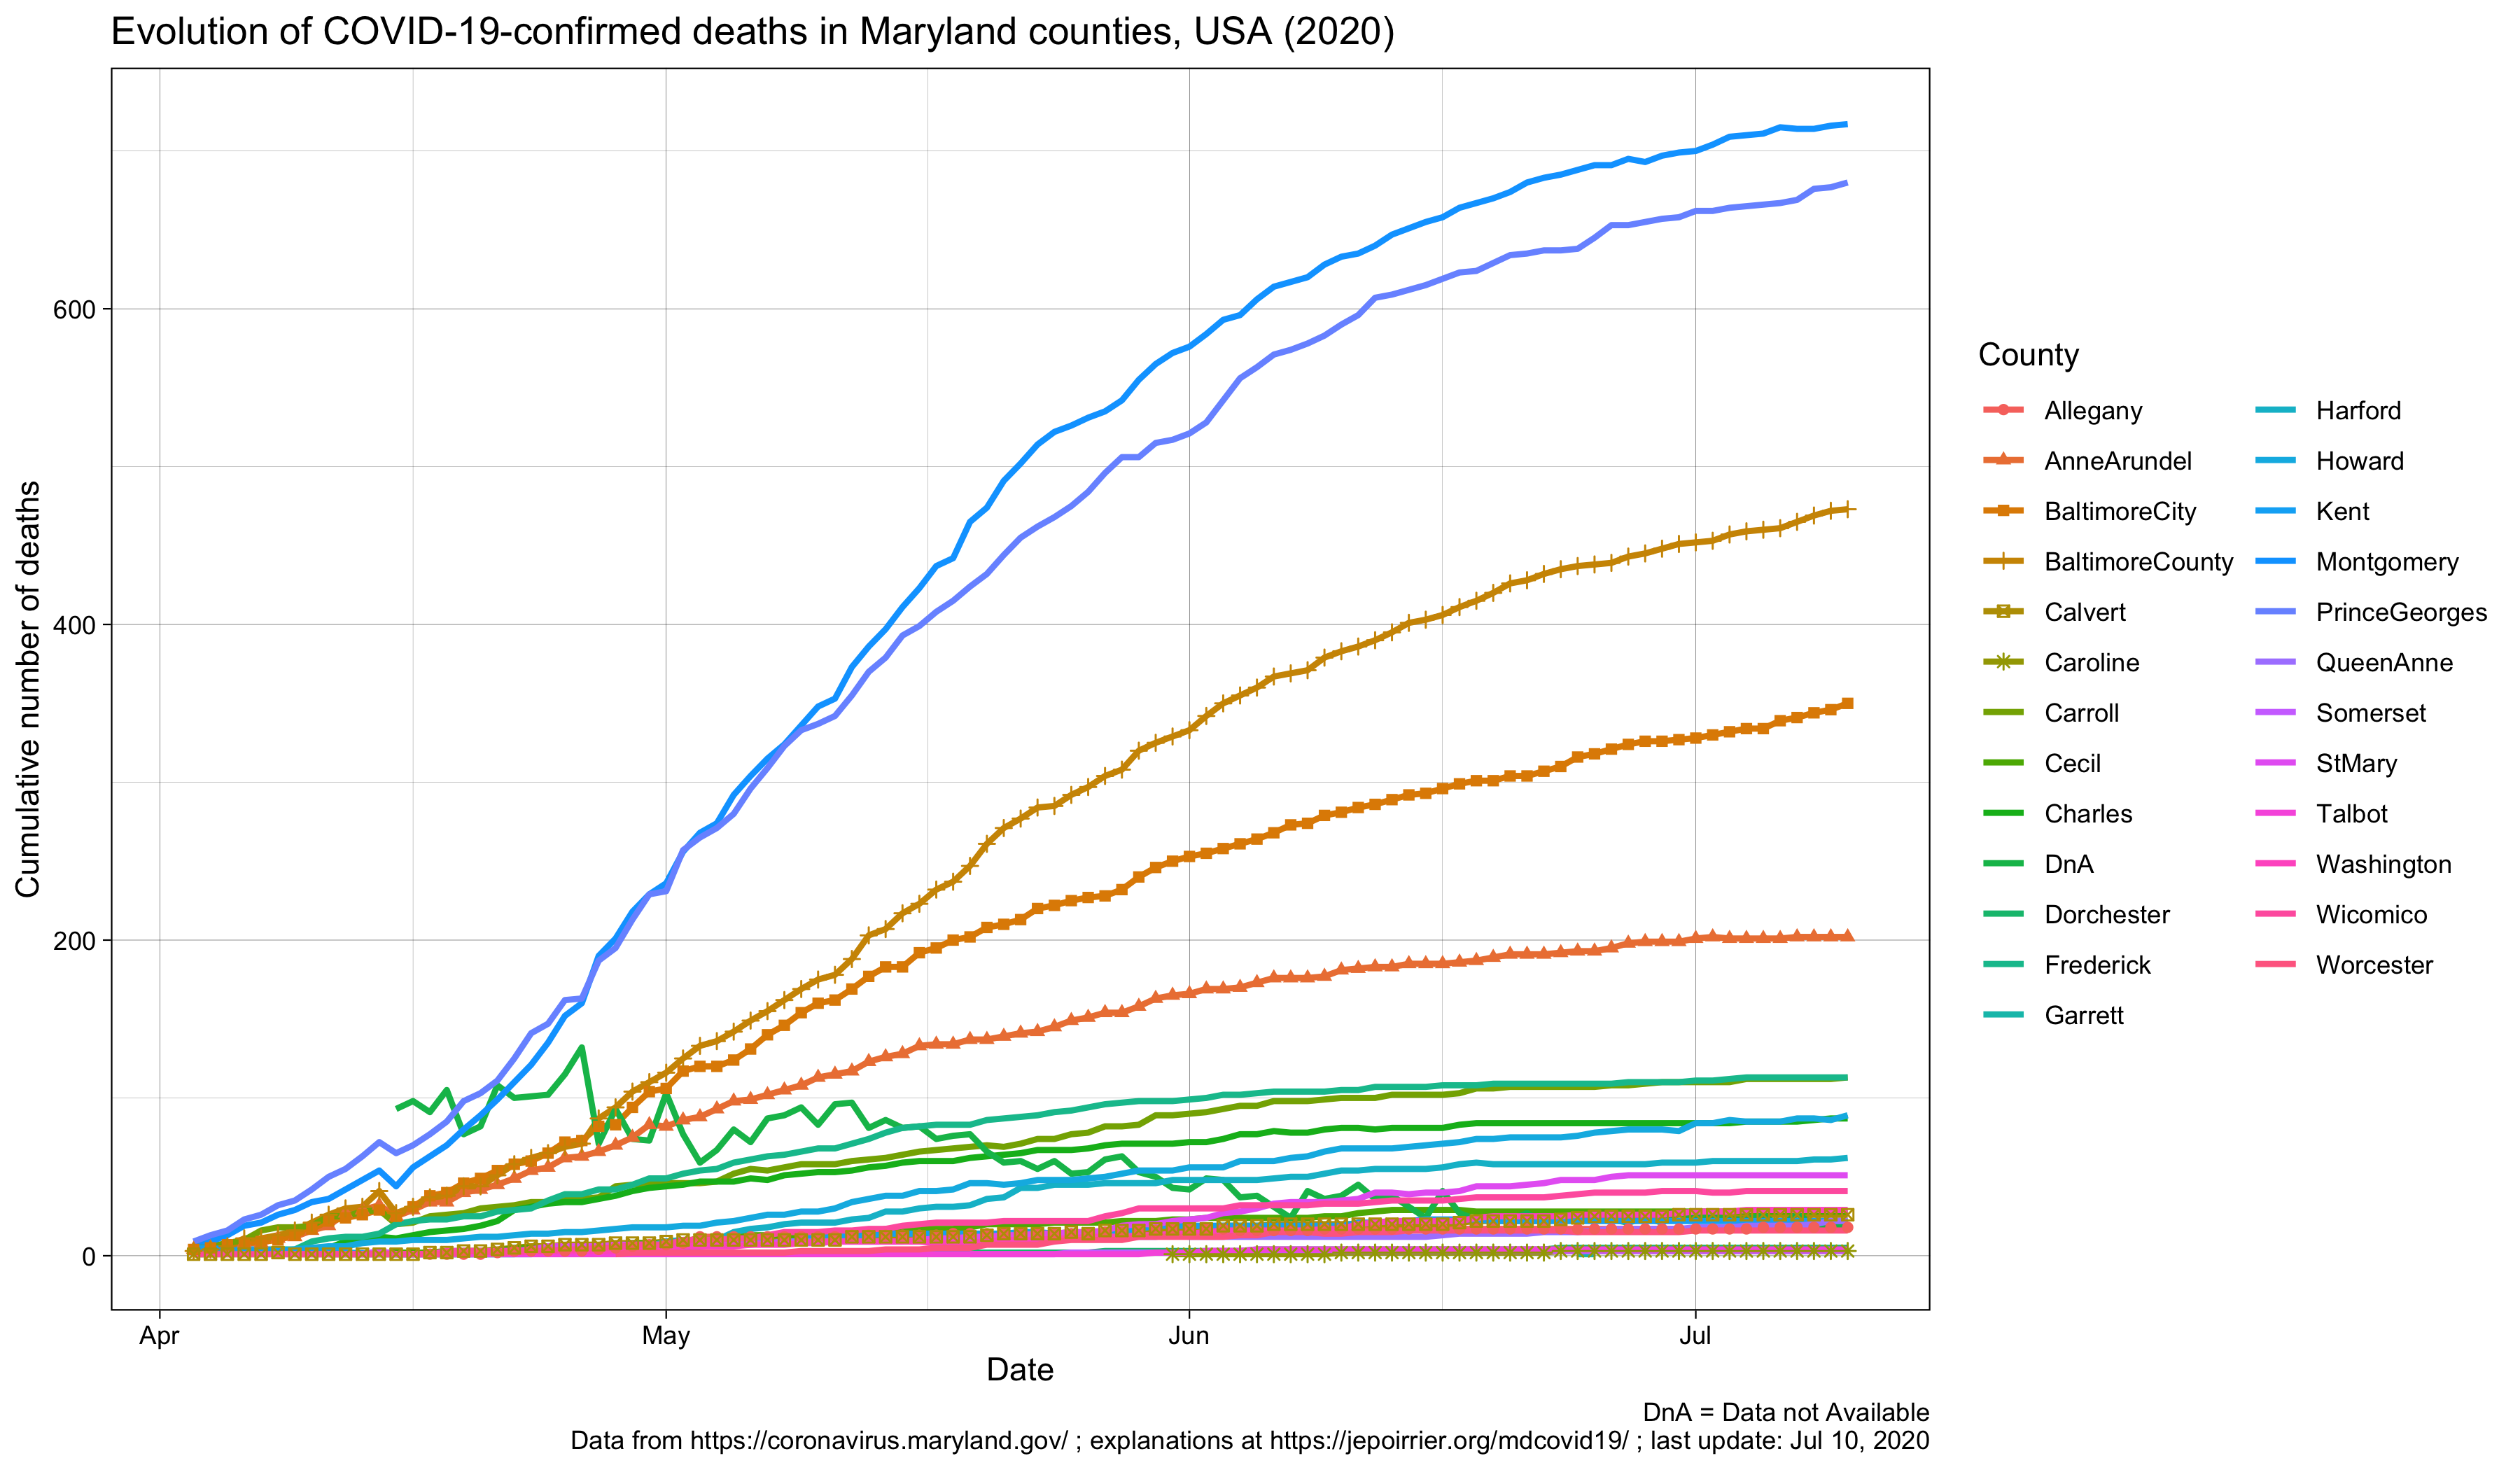 Evolution of COVID-19-confirmed deaths in Maryland counties, USA (2020)
Cumulative number of deaths
600
400
200
0
Apr
May
Jun
Jul
Date
County
Allegany
AnneArundel
BaltimoreCity
BaltimoreCounty
Calvert
Caroline
Carroll
Cecil
Charles
DnA
Dorchester
Frederick
Garrett
Harford
Howard
Kent
Montgomery
PrinceGeorges
QueenAnne
Somerset
StMary
Talbot
Washington
Wicomico
Worcester
DnA = Data not Available
Data from https://coronavirus.maryland.gov/ ; explanations at https://jepoirrier.org/mdcovid19/ ; last update: Jul 10, 2020